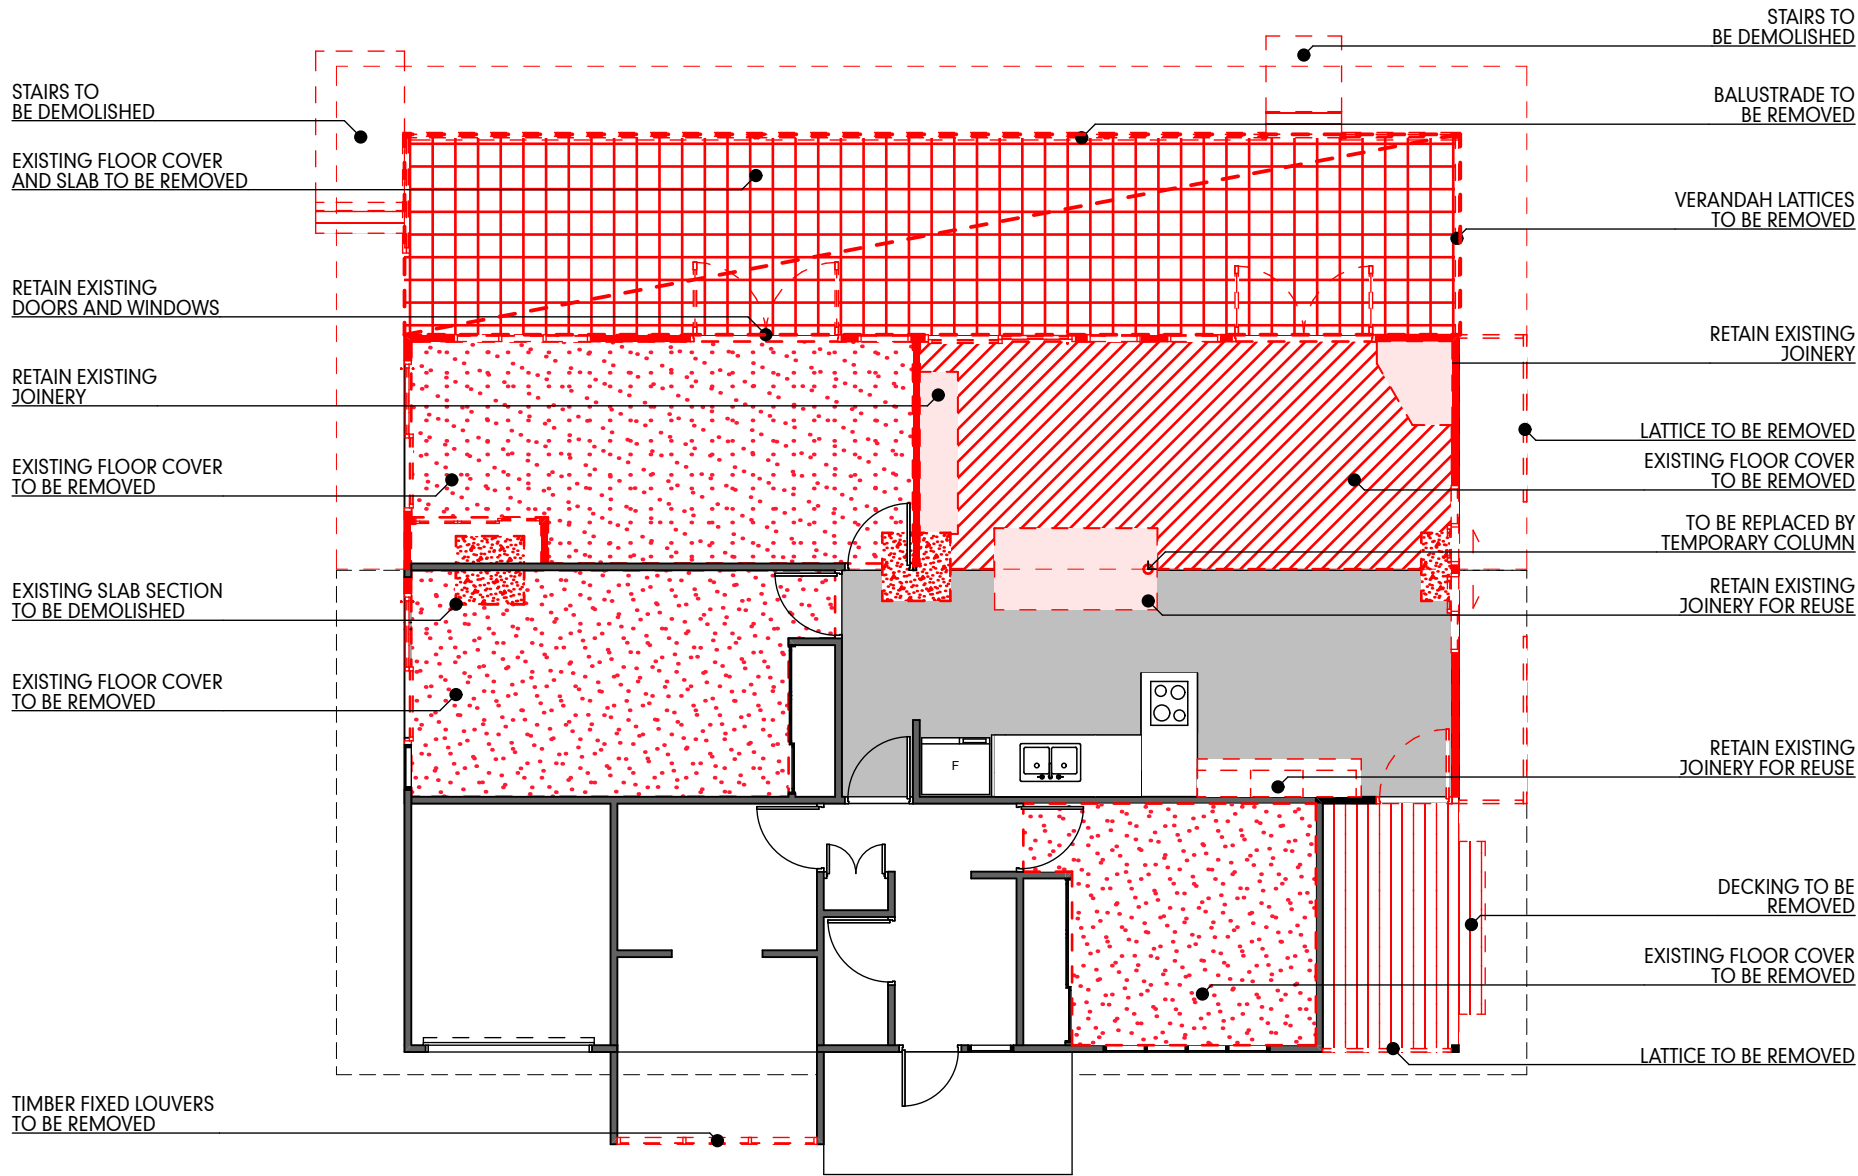 STAIRS TO
BE DEMOLISHED
EXISTING FLOOR COVER
AND SLAB TO BE REMOVED
RETAIN EXISTING
DOORS AND WINDOWS
RETAIN EXISTING
JOINERY
EXISTING FLOOR COVER
TO BE REMOVED
EXISTING SLAB SECTION
TO BE DEMOLISHED
EXISTING FLOOR COVER
TO BE REMOVED
TIMBER FIXED LOUVERS
TO BE REMOVED
F
STAIRS TO
BE DEMOLISHED
BALUSTRADE TO
BE REMOVED
VERANDAH LATTICES
TO BE REMOVED
RETAIN EXISTING
JOINERY
LATTICE TO BE REMOVED
EXISTING FLOOR COVER
TO BE REMOVED
TO BE REPLACED BY
TEMPORARY COLUMN
RETAIN EXISTING
JOINERY FOR REUSE
RETAIN EXISTING
JOINERY FOR REUSE
DECKING TO BE
REMOVED
EXISTING FLOOR COVER
TO BE REMOVED
LATTICE TO BE REMOVED